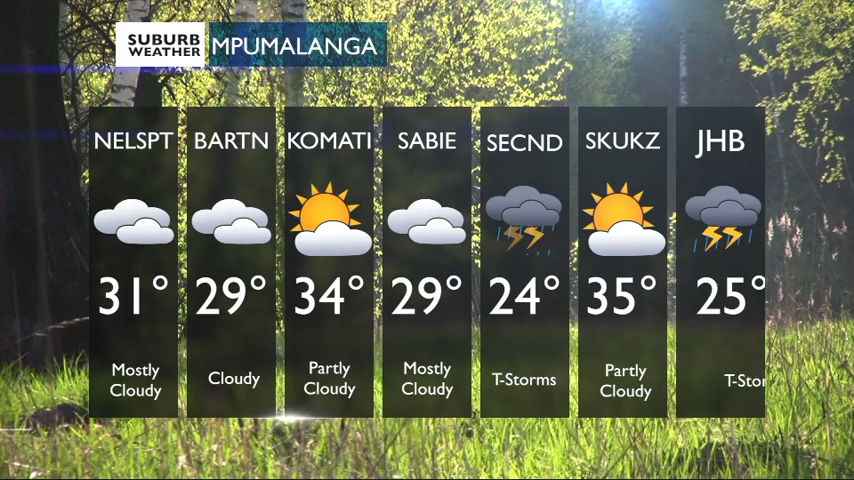 SUBURB
WEATHER
MPUMALANGA
NELSPT BARTN KOMATI SABIE SECND SKUKZ JHB
31° 29° 34° 29° 24° 35° 25°
Mostly
Cloudy
Cloudy
Partly
Cloudy
Mostly
Cloudy
T-Storms
Partly
Cloudy
T-Stor